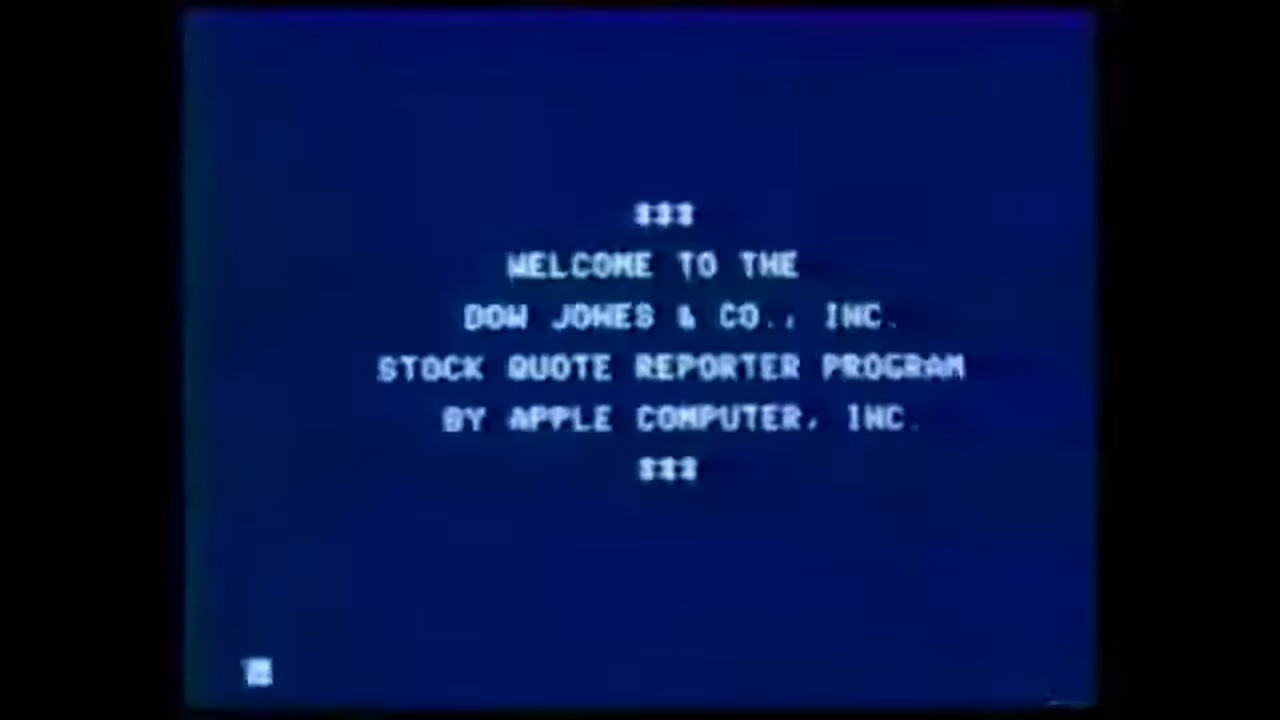 $$$
WELCOME TO THE
DOW JONES & CO., INC.
STOCK QUOTE REPORTER PROGRAM
BY APPLE COMPUTER, INC.
$$$